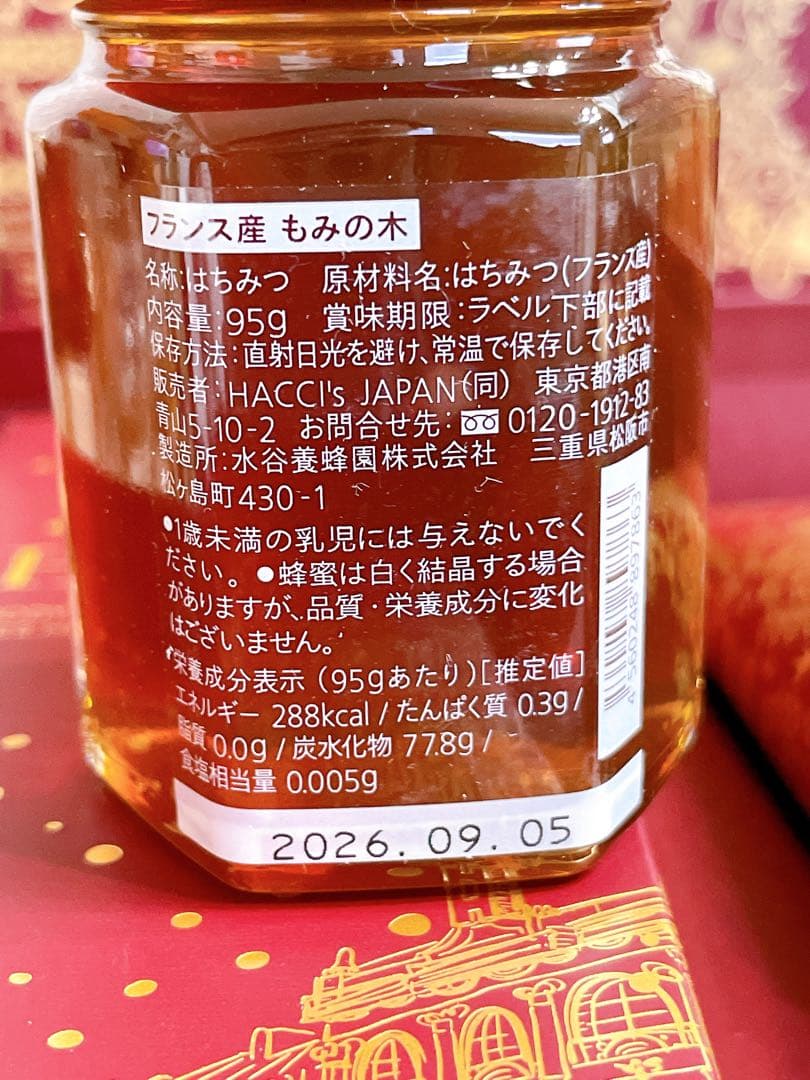 フランス産 もみの木
名称:はちみつ 原材料名:はちみつ(フランス産)
内容量:95g 賞味期限:ラベル下部に記載
保存方法:直射日光を避け、常温で保存してください。
販売者:HACCI's JAPAN(同) 東京都港区南
青山5-10-2 お問合せ先: 0120-1912-83
製造所:水谷養蜂園株式会社 三重県松阪市
松ヶ島町430-1
●1歳未満の乳児には与えないでく
ださい。 ●蜂蜜は白く結晶する場合
がありますが、品質・栄養成分に変化
はございません。
栄養成分表示(95gあたり)[推定値]
エネルギー 288kcal / たんぱく質 0.3g /
脂質 0.0g / 炭水化物 77.8g /
食塩相当量 0.005g
4 560248 897863
2026.09.05